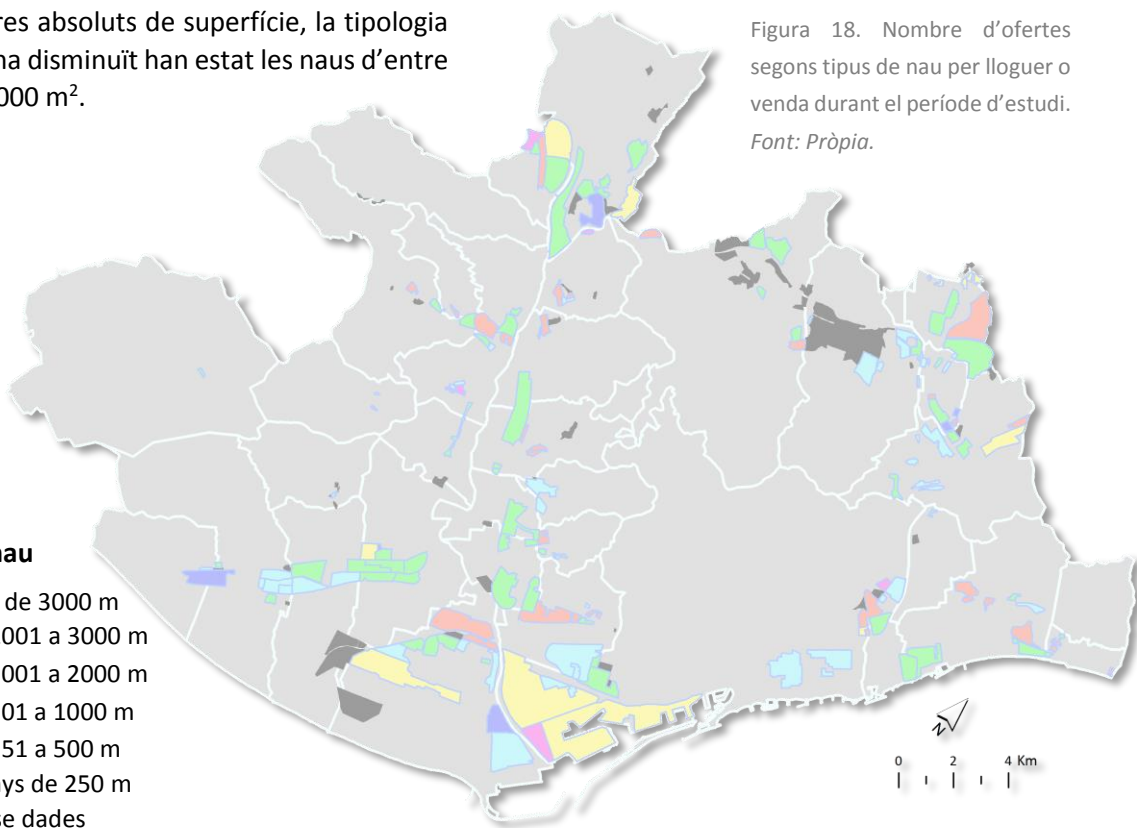 res absoluts de superfície, la tipologia
ha disminuït han estat les naus d’entre
000 m².
Figura 18. Nombre d’ofertes
segons tipus de nau per lloguer o
venda durant el període d’estudi.
Font: Pròpia.
nau
de 3000 m
001 a 3000 m
001 a 2000 m
01 a 1000 m
51 a 500 m
ys de 250 m
se dades
N
0 2 4 Km